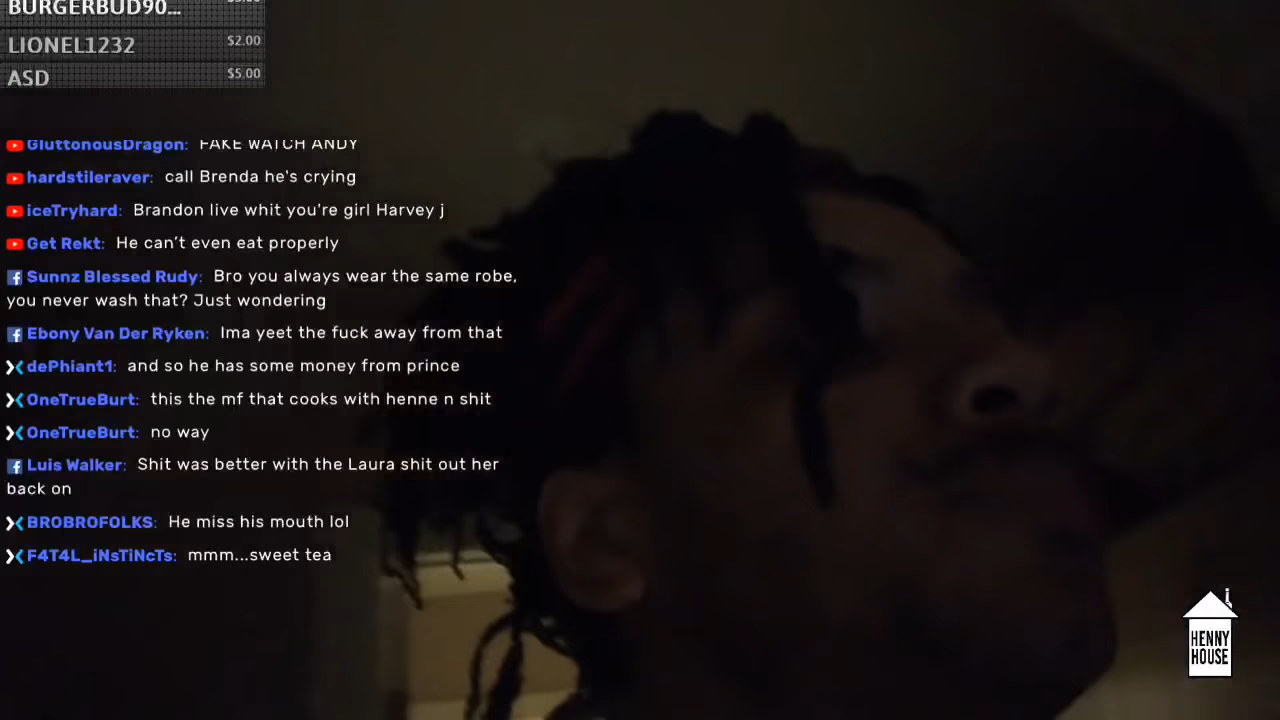 BURGERBUD90...
LIONEL1232 $2.00
ASD $5.00
GluttonousDragon: FAKE WATCH ANDY
hardstileraver: call Brenda he's crying
iceTryhard: Brandon live whit you're girl Harvey j
Get Rekt: He can't even eat properly
Sunnz Blessed Rudy: Bro you always wear the same robe,
you never wash that? Just wondering
Ebony Van Der Ryken: Ima yeet the fuck away from that
dePhiant1: and so he has some money from prince
OneTrueBurt: this the mf that cooks with henne n shit
OneTrueBurt: no way
Luis Walker: Shit was better with the Laura shit out her
back on
BROBROFOLKS: He miss his mouth lol
F4T4L_iNsTiNcTs: mmm...sweet tea
HENNY
HOUSE